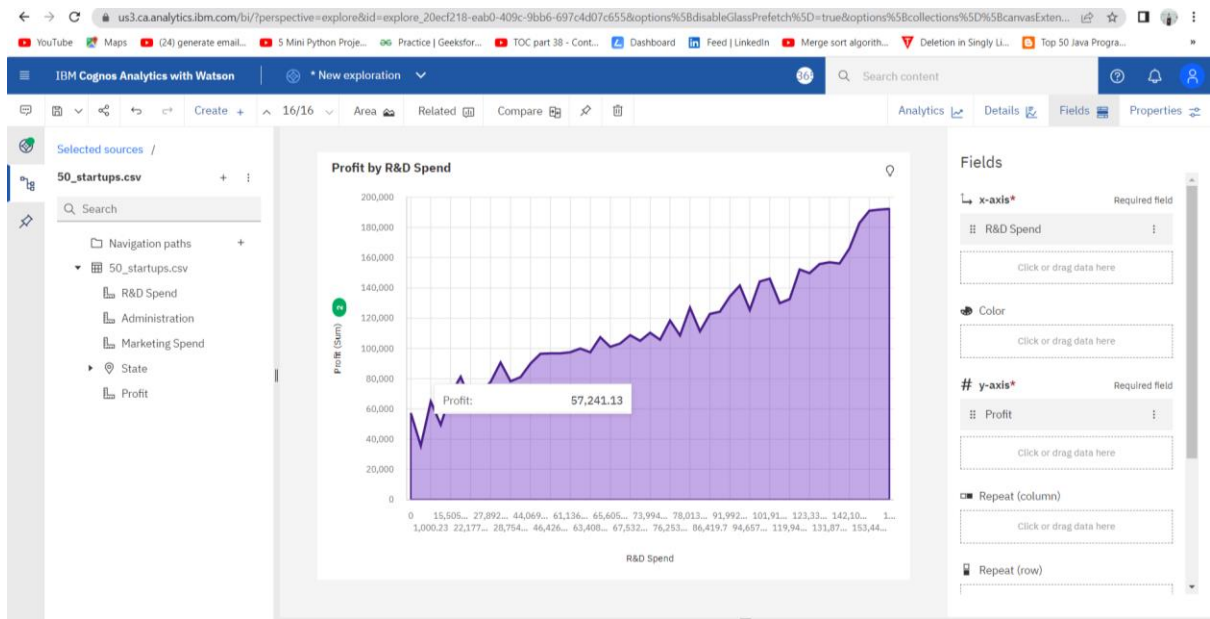 us3.ca.analytics.ibm.com/bi/?perspective=explore&id=explore_20ecf218-eab0-409c-9bb6-697c4d07c655&options%5BdisableGlassPrefetch%5D=true&options%5Bcollections%5D%5BcanvasExten...
YouTube Maps (24) generate email... 5 Mini Python Proje... Practice | Geeksfor... TOC part 38 - Cont... Dashboard Feed | LinkedIn Merge sort algorith... Deletion in Singly Li... Top 50 Java Progra... »
IBM Cognos Analytics with Watson * New exploration 365 Search content
Create + 16/16 Area Related Compare Analytics Details Fields Properties
Selected sources /
50_startups.csv
Search
Navigation paths
50_startups.csv
R&D Spend
Administration
Marketing Spend
State
Profit
Profit by R&D Spend
200,000
180,000
160,000
140,000
120,000
100,000
80,000
60,000
40,000
20,000
0
Profit (Sum)
2
Profit: 57,241.13
0 15,505... 27,892... 44,069... 61,136... 65,605... 73,994... 78,013... 91,992... 101,91... 123,33... 142,10... 1...
1,000.23 22,177... 28,754... 46,426... 63,408... 67,532... 76,253... 86,419.7 94,657... 119,94... 131,87... 153,44...
R&D Spend
Fields
x-axis* Required field
R&D Spend
Click or drag data here
Color
Click or drag data here
# y-axis* Required field
Profit
Click or drag data here
Repeat (column)
Click or drag data here
Repeat (row)